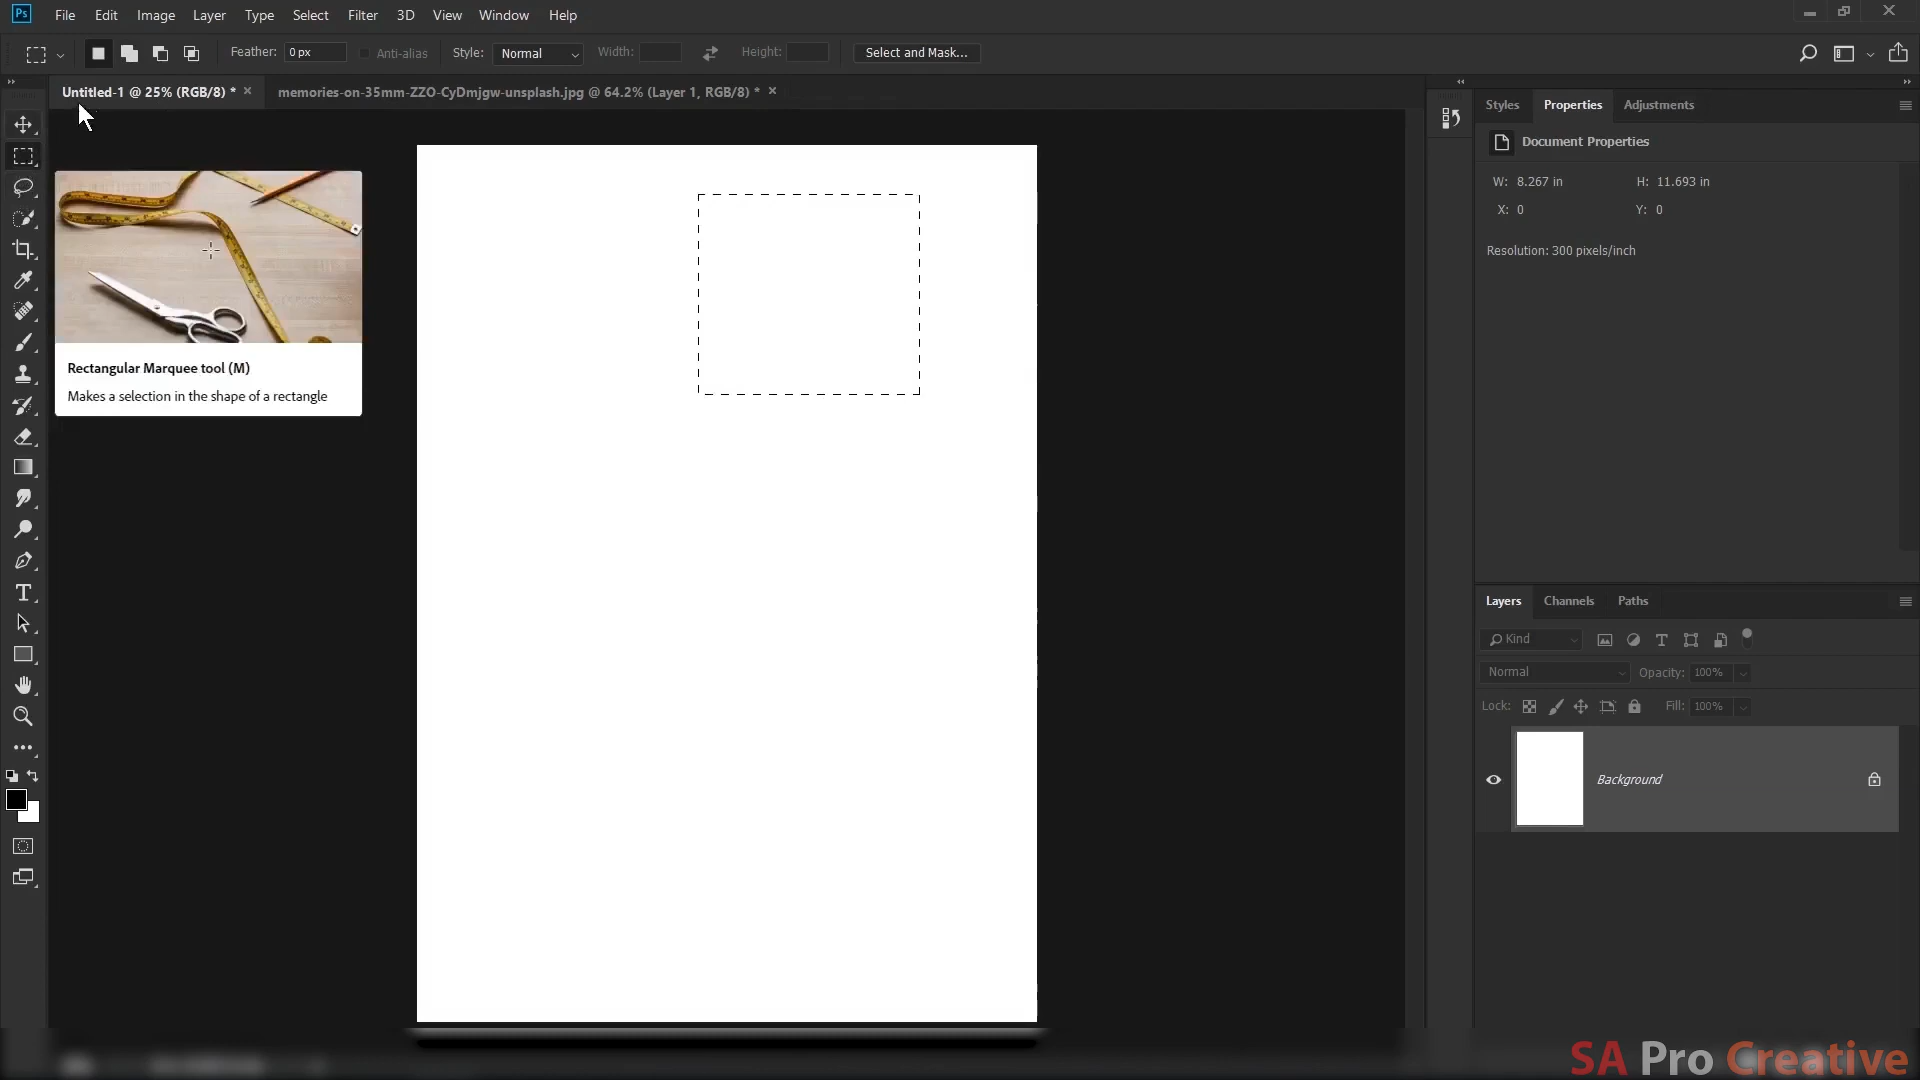 Ps File Edit Image Layer Type Select Filter 3D View Window Help
Feather: 0 px Anti-alias Style: Normal Width: Height: Select and Mask...
Untitled-1 @ 25% (RGB/8) * × memories-on-35mm-ZZO-CyDmjgw-unsplash.jpg @ 64.2% (Layer 1, RGB/8) * ×
Styles Properties Adjustments
Document Properties
W: 8.267 in H: 11.693 in
X: 0 Y: 0
Resolution: 300 pixels/inch
Rectangular Marquee tool (M)
Makes a selection in the shape of a rectangle
Layers Channels Paths
Kind
Normal Opacity: 100%
Lock: Fill: 100%
Background
SA Pro Creative